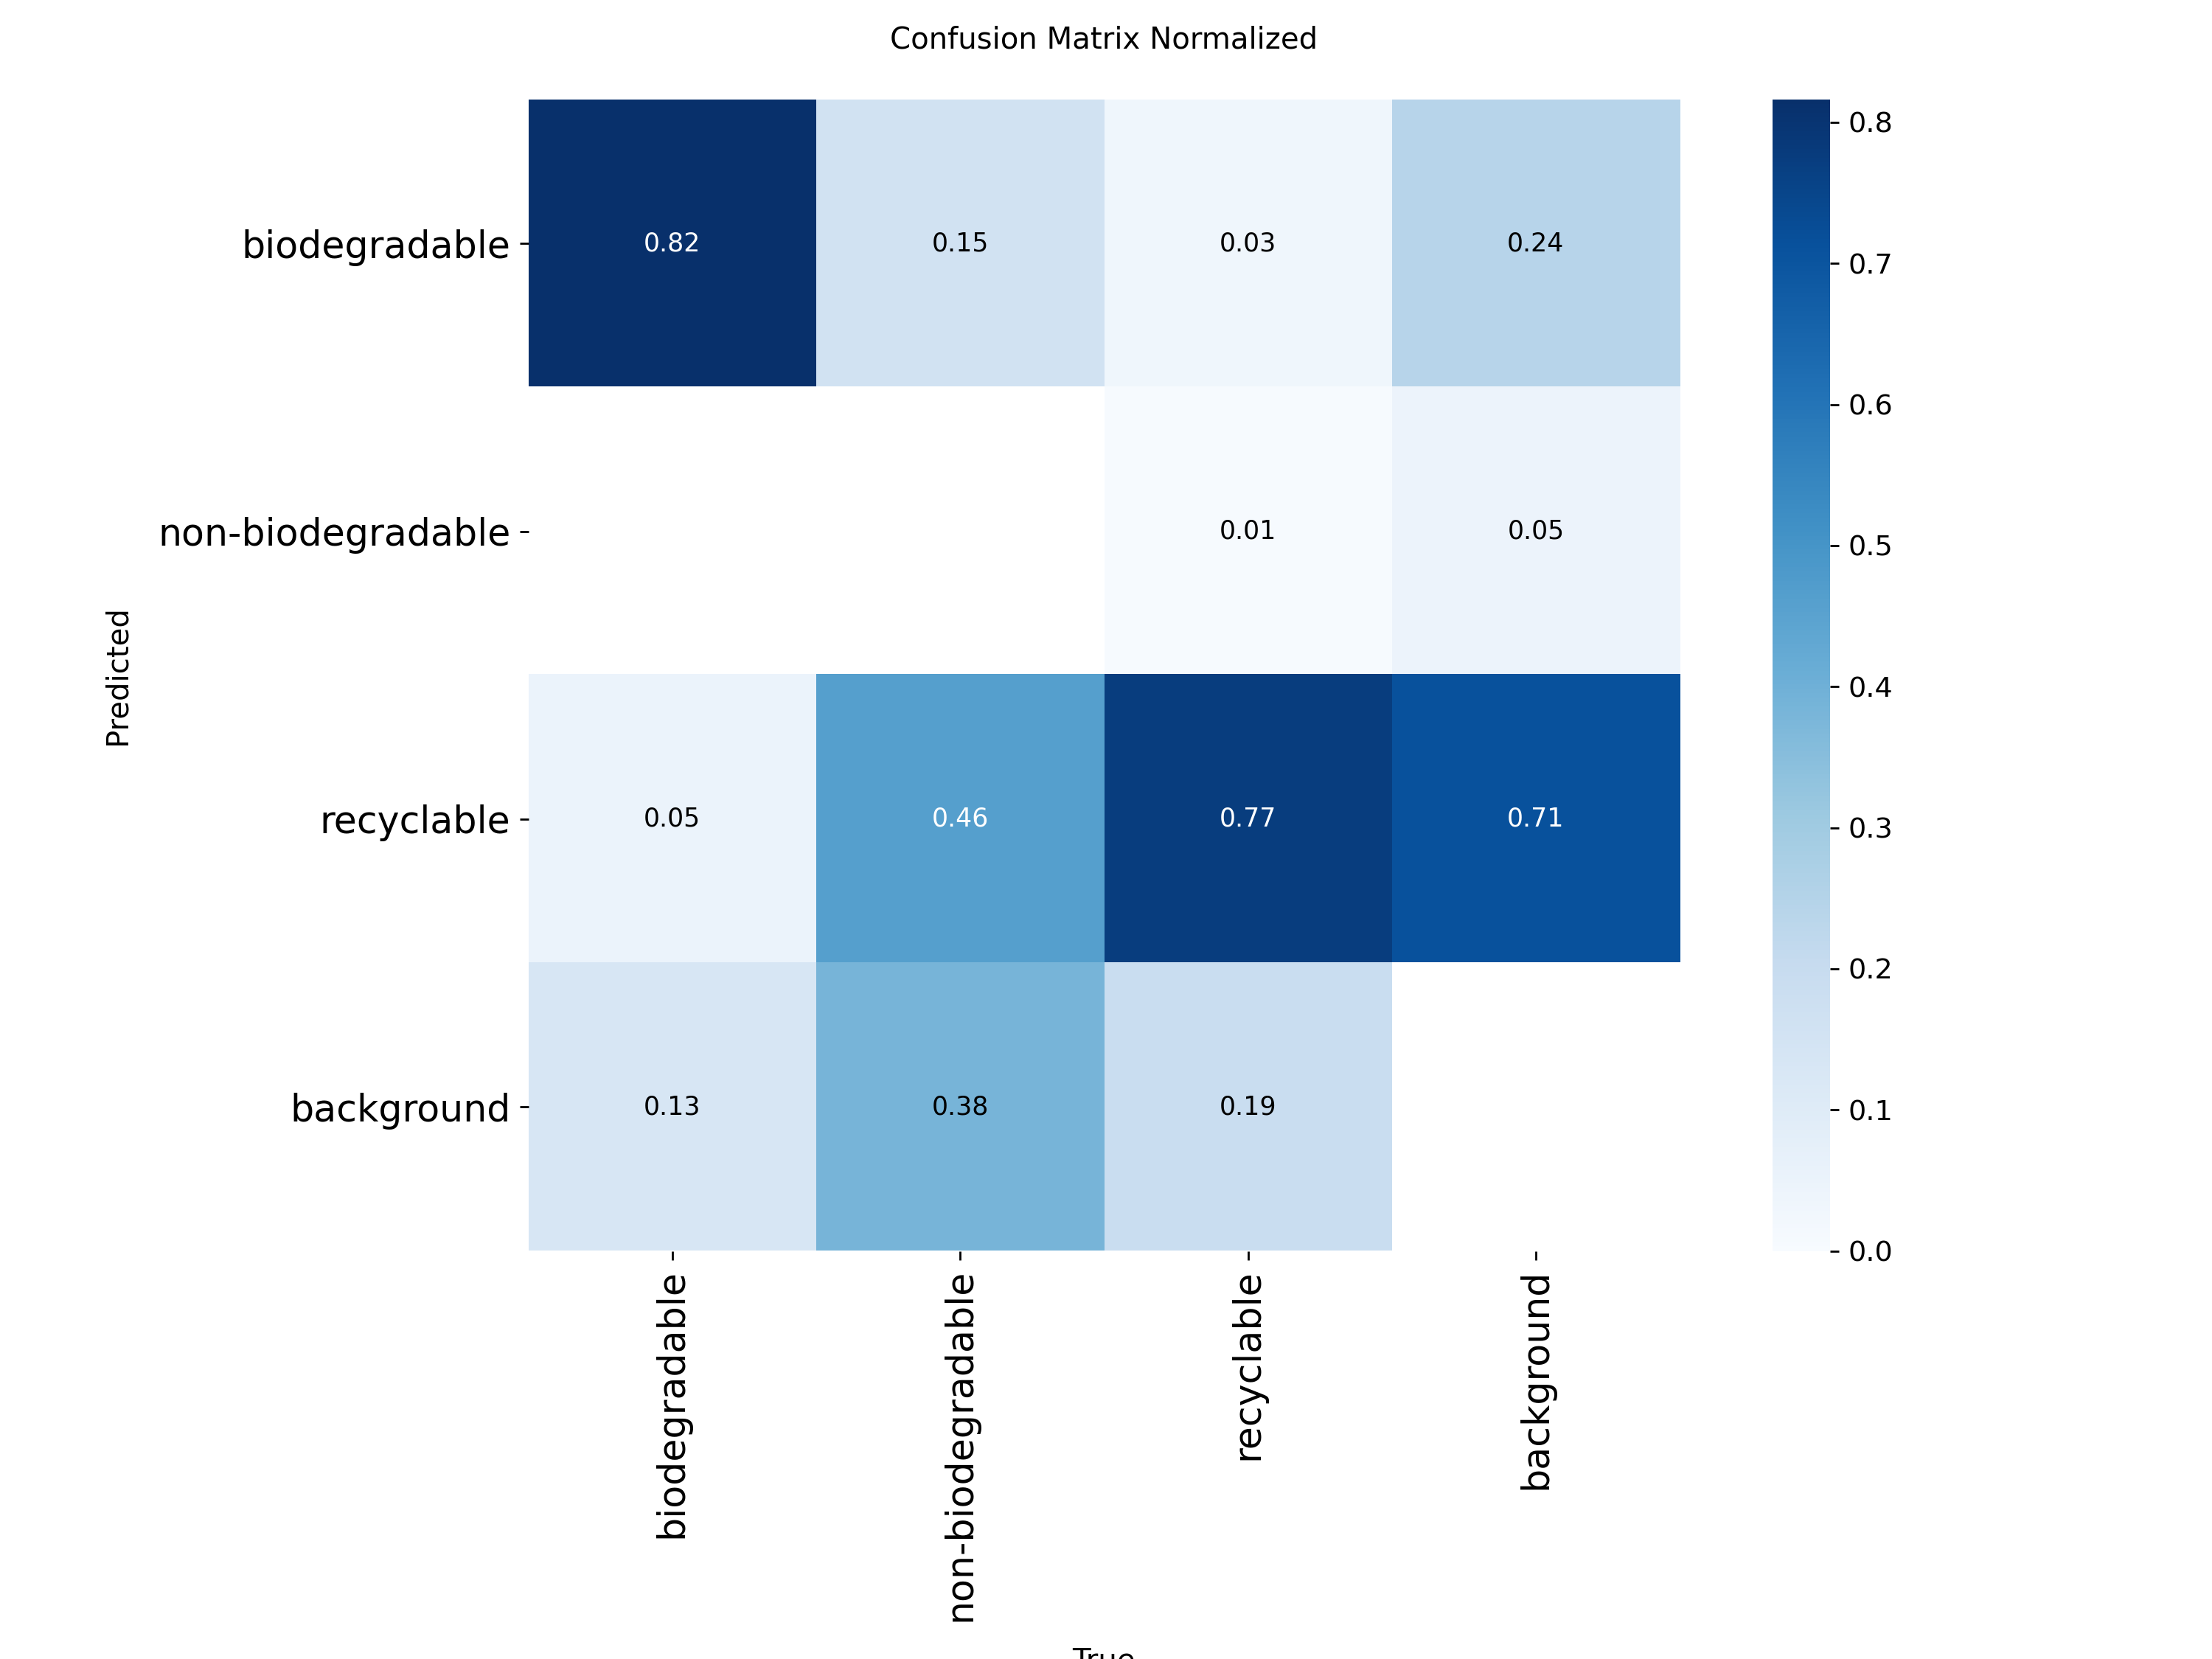 Confusion Matrix Normalized
biodegradable 0.82 0.15 0.03 0.24
non-biodegradable 0.01 0.05
recyclable 0.05 0.46 0.77 0.71
background 0.13 0.38 0.19
Predicted
biodegradable
non-biodegradable
recyclable
background
True
0.8
0.7
0.6
0.5
0.4
0.3
0.2
0.1
0.0